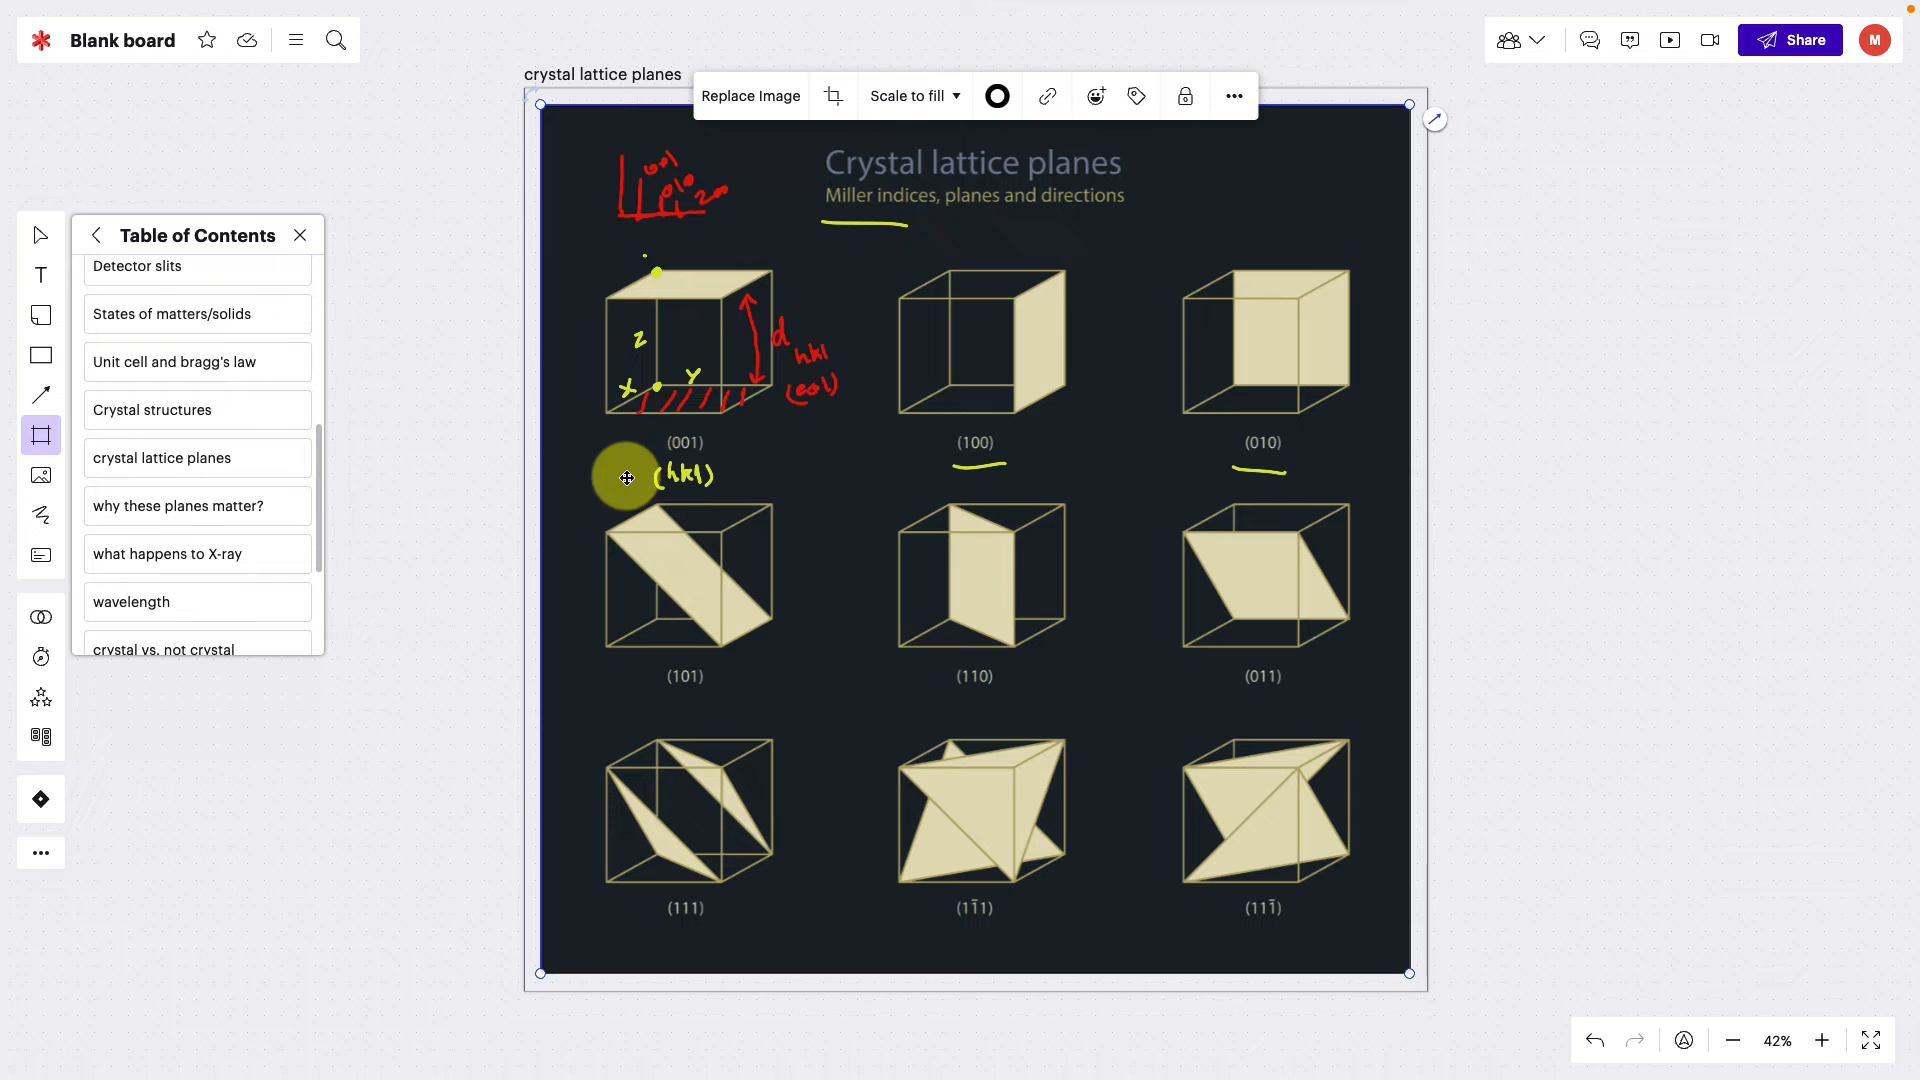 Blank board
Share
M
crystal lattice planes
Replace Image
Scale to fill
Table of Contents
Detector slits
States of matters/solids
Unit cell and bragg's law
Crystal structures
crystal lattice planes
why these planes matter?
what happens to X-ray
wavelength
crystal vs. not crystal
Crystal lattice planes
Miller indices, planes and directions
001
010
200
z
x
y
d
hkl
(001)
(001)
(100)
(010)
(hkl)
(101)
(110)
(011)
(111)
(11̄1)
(111̄)
42%